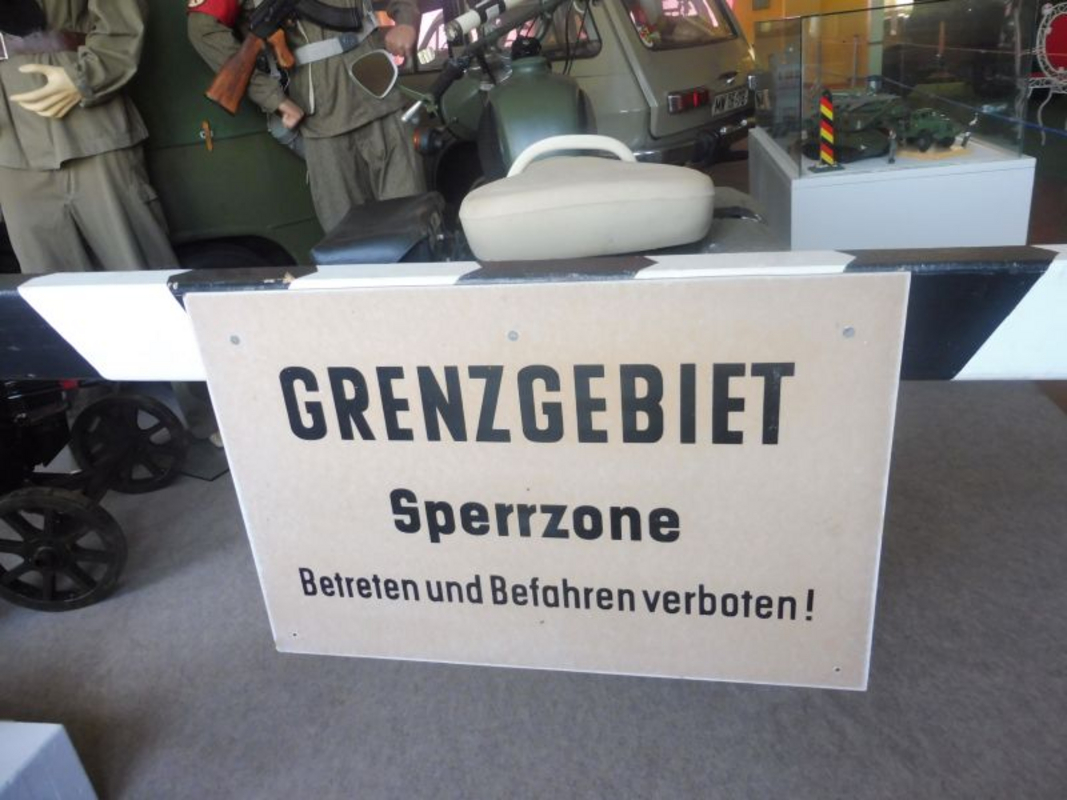 GRENZGEBIET
Sperrzone
Betreten und Befahren verboten!